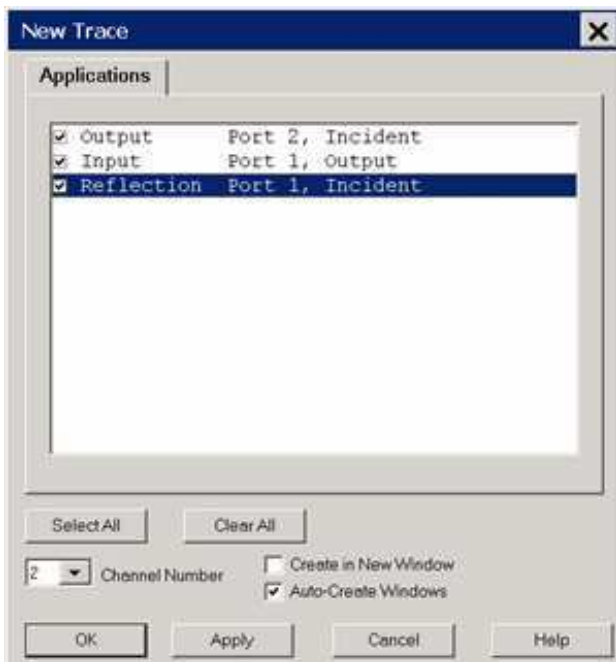 New Trace
Applications
Output Port 2, Incident
Input Port 1, Output
Reflection Port 1, Incident
Select All Clear All
2 Channel Number
Create in New Window
Auto-Create Windows
OK Apply Cancel Help